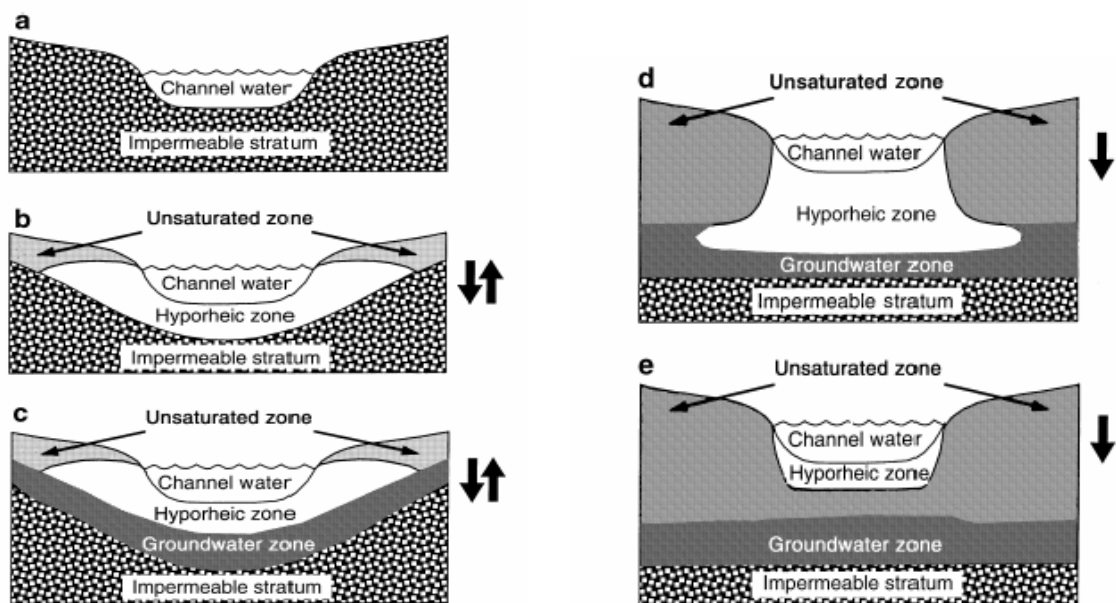 a
Channel water
Impermeable stratum
b
Unsaturated zone
Channel water
Hyporheic zone
Impermeable stratum
c
Unsaturated zone
Channel water
Hyporheic zone
Groundwater zone
Impermeable stratum
d
Unsaturated zone
Channel water
Hyporheic zone
Groundwater zone
Impermeable stratum
e
Unsaturated zone
Channel water
Hyporheic zone
Groundwater zone
Impermeable stratum